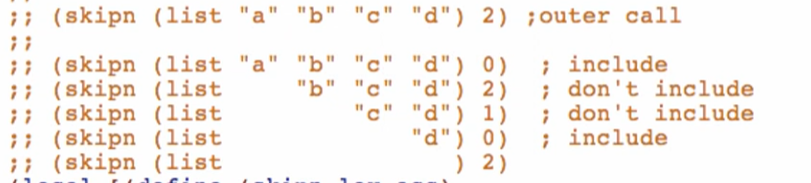 ;; (skipn (list "a" "b" "c" "d") 2) ;outer call
;;
;; (skipn (list "a" "b" "c" "d") 0) ; include
;; (skipn (list "b" "c" "d") 2) ; don't include
;; (skipn (list "c" "d") 1) ; don't include
;; (skipn (list "d") 0) ; include
;; (skipn (list ) 2)